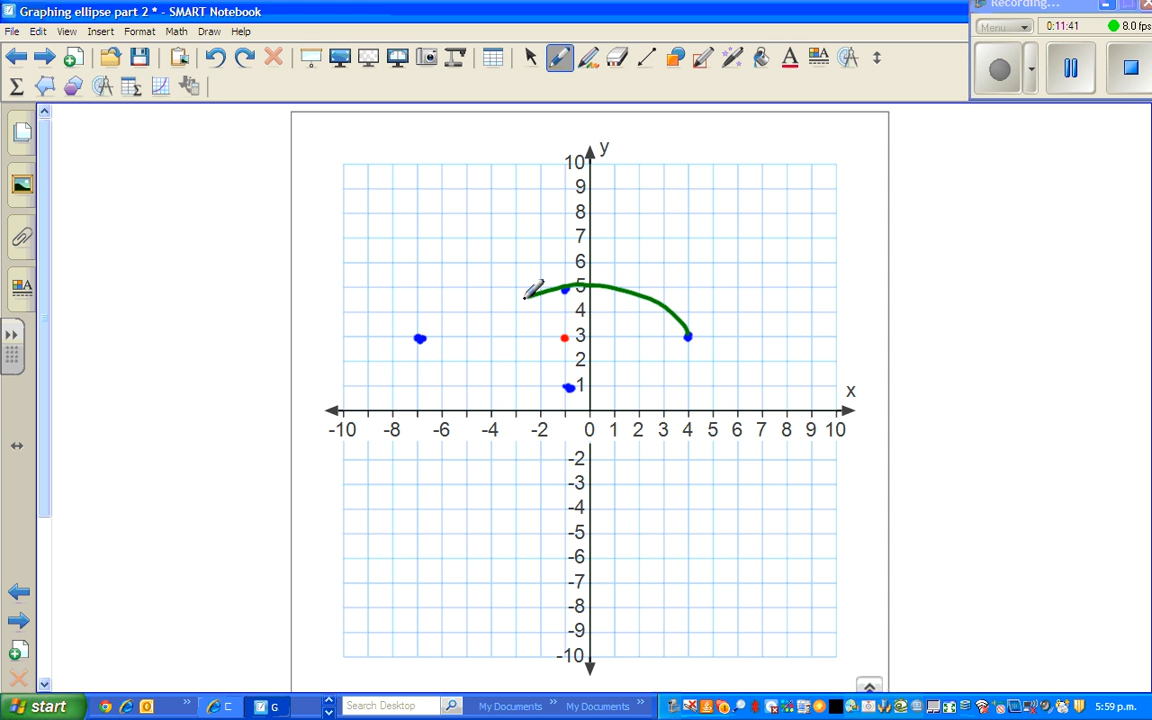 Graphing ellipse part 2 * - SMART Notebook
Recording...
File Edit View Insert Format Math Draw Help
Menu 0:11:41 8.0 fps
y
10
9
8
7
6
5
4
3
2
1
x
-10 -8 -6 -4 -2 0 1 2 3 4 5 6 7 8 9 10
-2
-3
-4
-5
-6
-7
-8
-9
-10
start G Search Desktop My Documents » My Documents » 5:59 p.m.